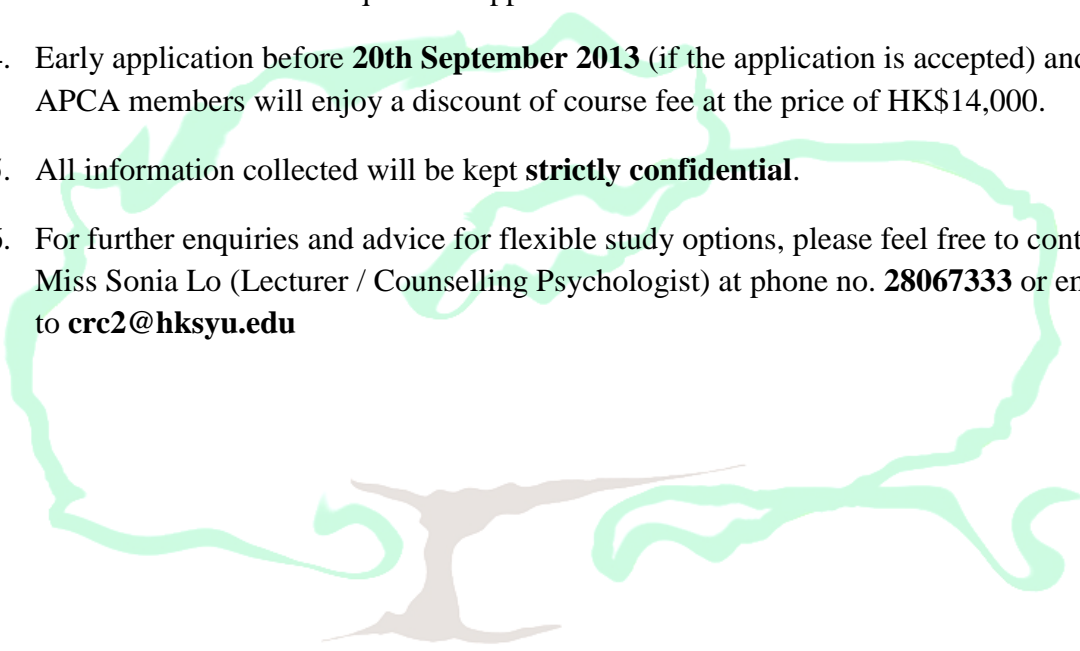 Early application before 20th September 2013 (if the application is accepted) and
APCA members will enjoy a discount of course fee at the price of HK$14,000.
All information collected will be kept strictly confidential.
For further enquiries and advice for flexible study options, please feel free to cont
Miss Sonia Lo (Lecturer / Counselling Psychologist) at phone no. 28067333 or em
to crc2@hksyu.edu